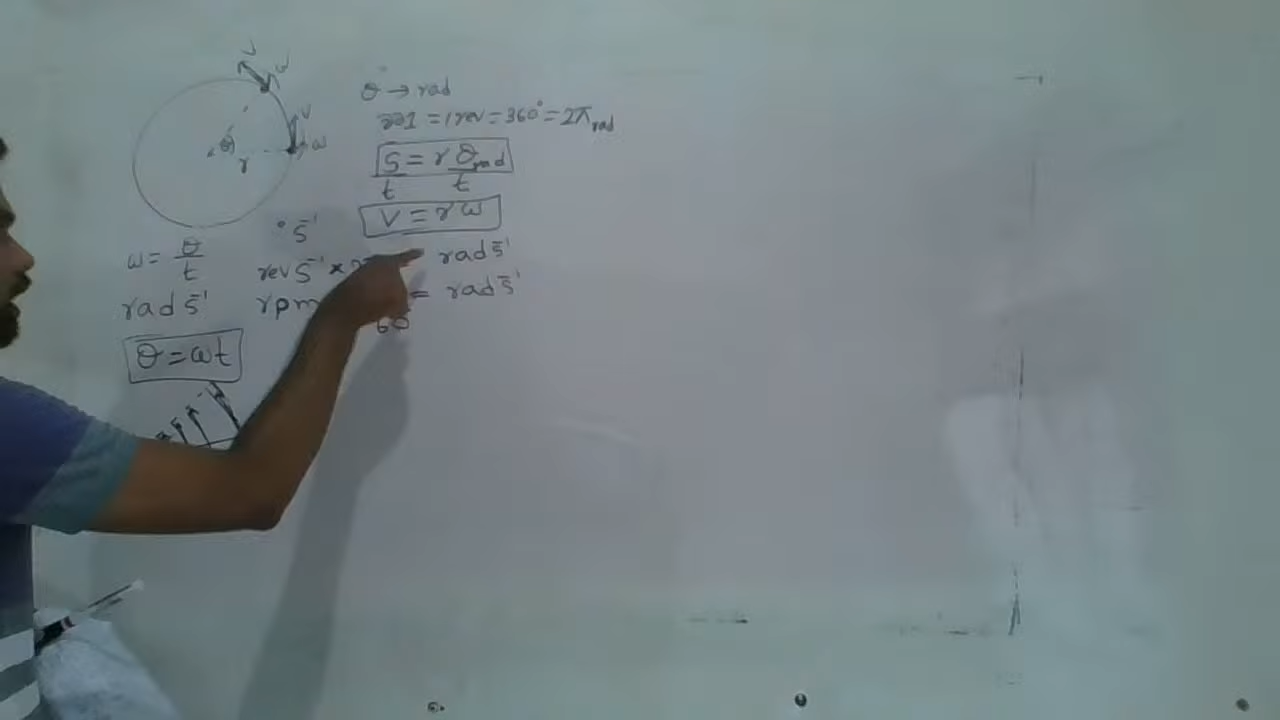 v
ω
v
θ
ω
r
θ → rad
= 1 rev = 360° = 2π rad
S = r θrad
t t
v = r ω
° s⁻¹
ω = θ
t
rev s⁻¹ × 2 rad s⁻¹
rad s⁻¹
rpm = rad s⁻¹
60
θ = ωt